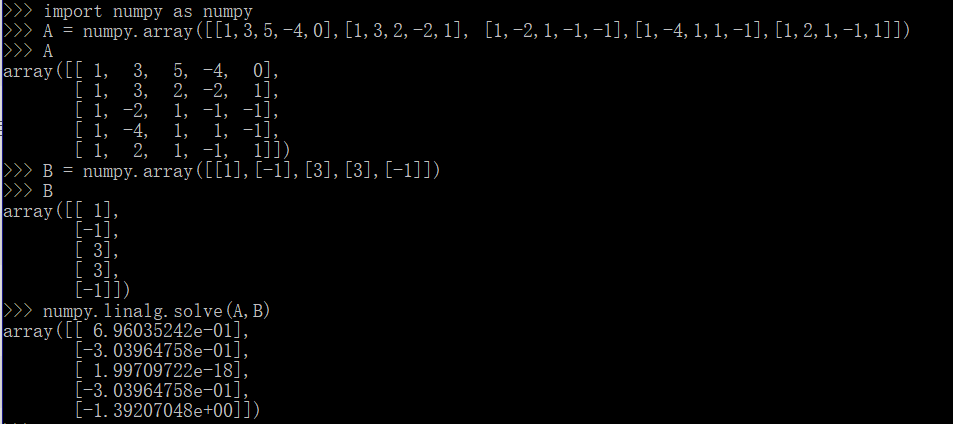 >>> import numpy as numpy
>>> A = numpy.array([[1,3,5,-4,0],[1,3,2,-2,1], [1,-2,1,-1,-1],[1,-4,1,1,-1],[1,2,1,-1,1]])
>>> A
array([[ 1, 3, 5, -4, 0],
[ 1, 3, 2, -2, 1],
[ 1, -2, 1, -1, -1],
[ 1, -4, 1, 1, -1],
[ 1, 2, 1, -1, 1]])
>>> B = numpy.array([[1],[-1],[3],[3],[-1]])
>>> B
array([[ 1],
[-1],
[ 3],
[ 3],
[-1]])
>>> numpy.linalg.solve(A,B)
array([[ 6.96035242e-01],
[-3.03964758e-01],
[ 1.99709722e-18],
[-3.03964758e-01],
[-1.39207048e+00]])